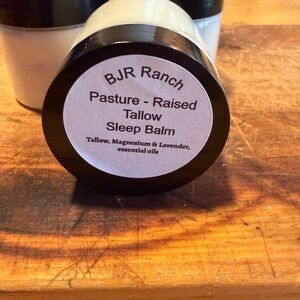 BJR Ranch
Pasture - Raised
Tallow
Sleep Balm
Tallow, Magnesium & Lavender,
essential oils